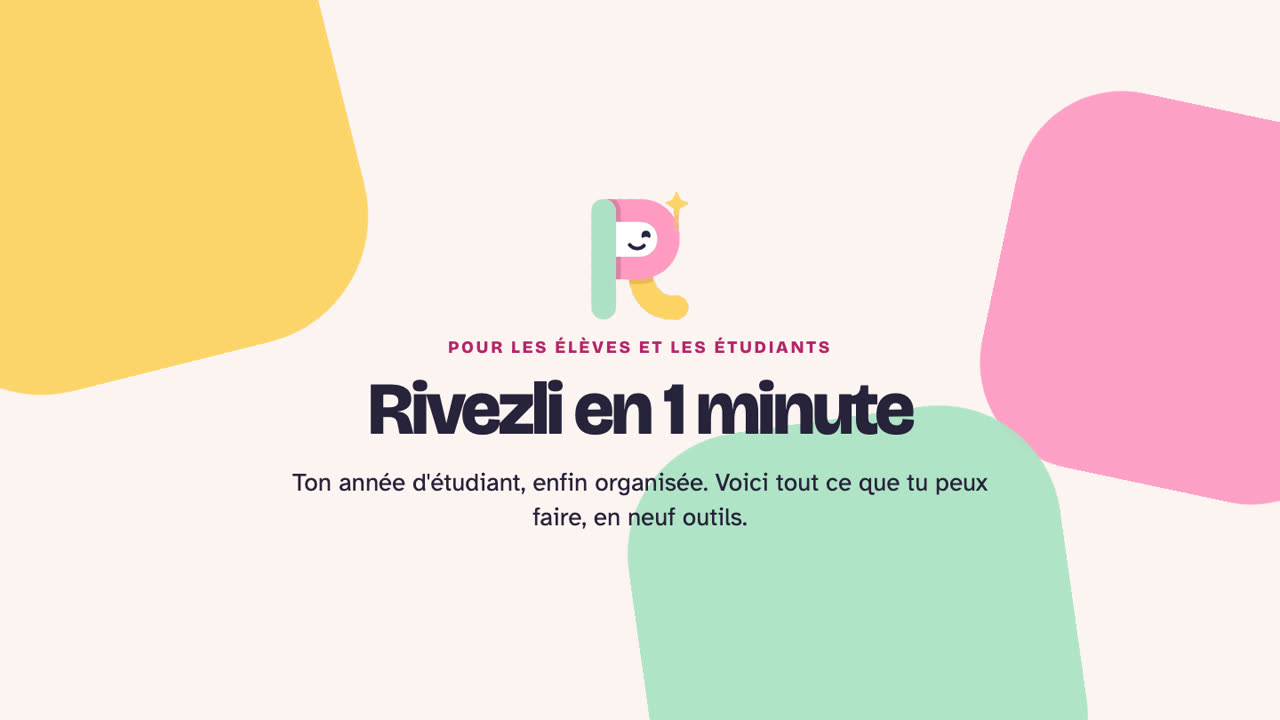 POUR LES ÉLÈVES ET LES ÉTUDIANTS
Rivezli en 1 minute
Ton année d'étudiant, enfin organisée. Voici tout ce que tu peux
faire, en neuf outils.